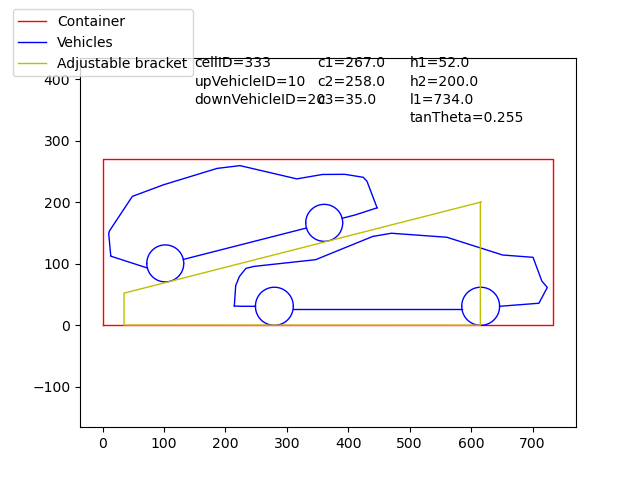 Container
Vehicles
Adjustable bracket
cellID=333 c1=267.0 h1=52.0
upVehicleID=10 c2=258.0 h2=200.0
downVehicleID=20 c3=35.0 l1=734.0
tanTheta=0.255
400
300
200
100
0
−100
0 100 200 300 400 500 600 700